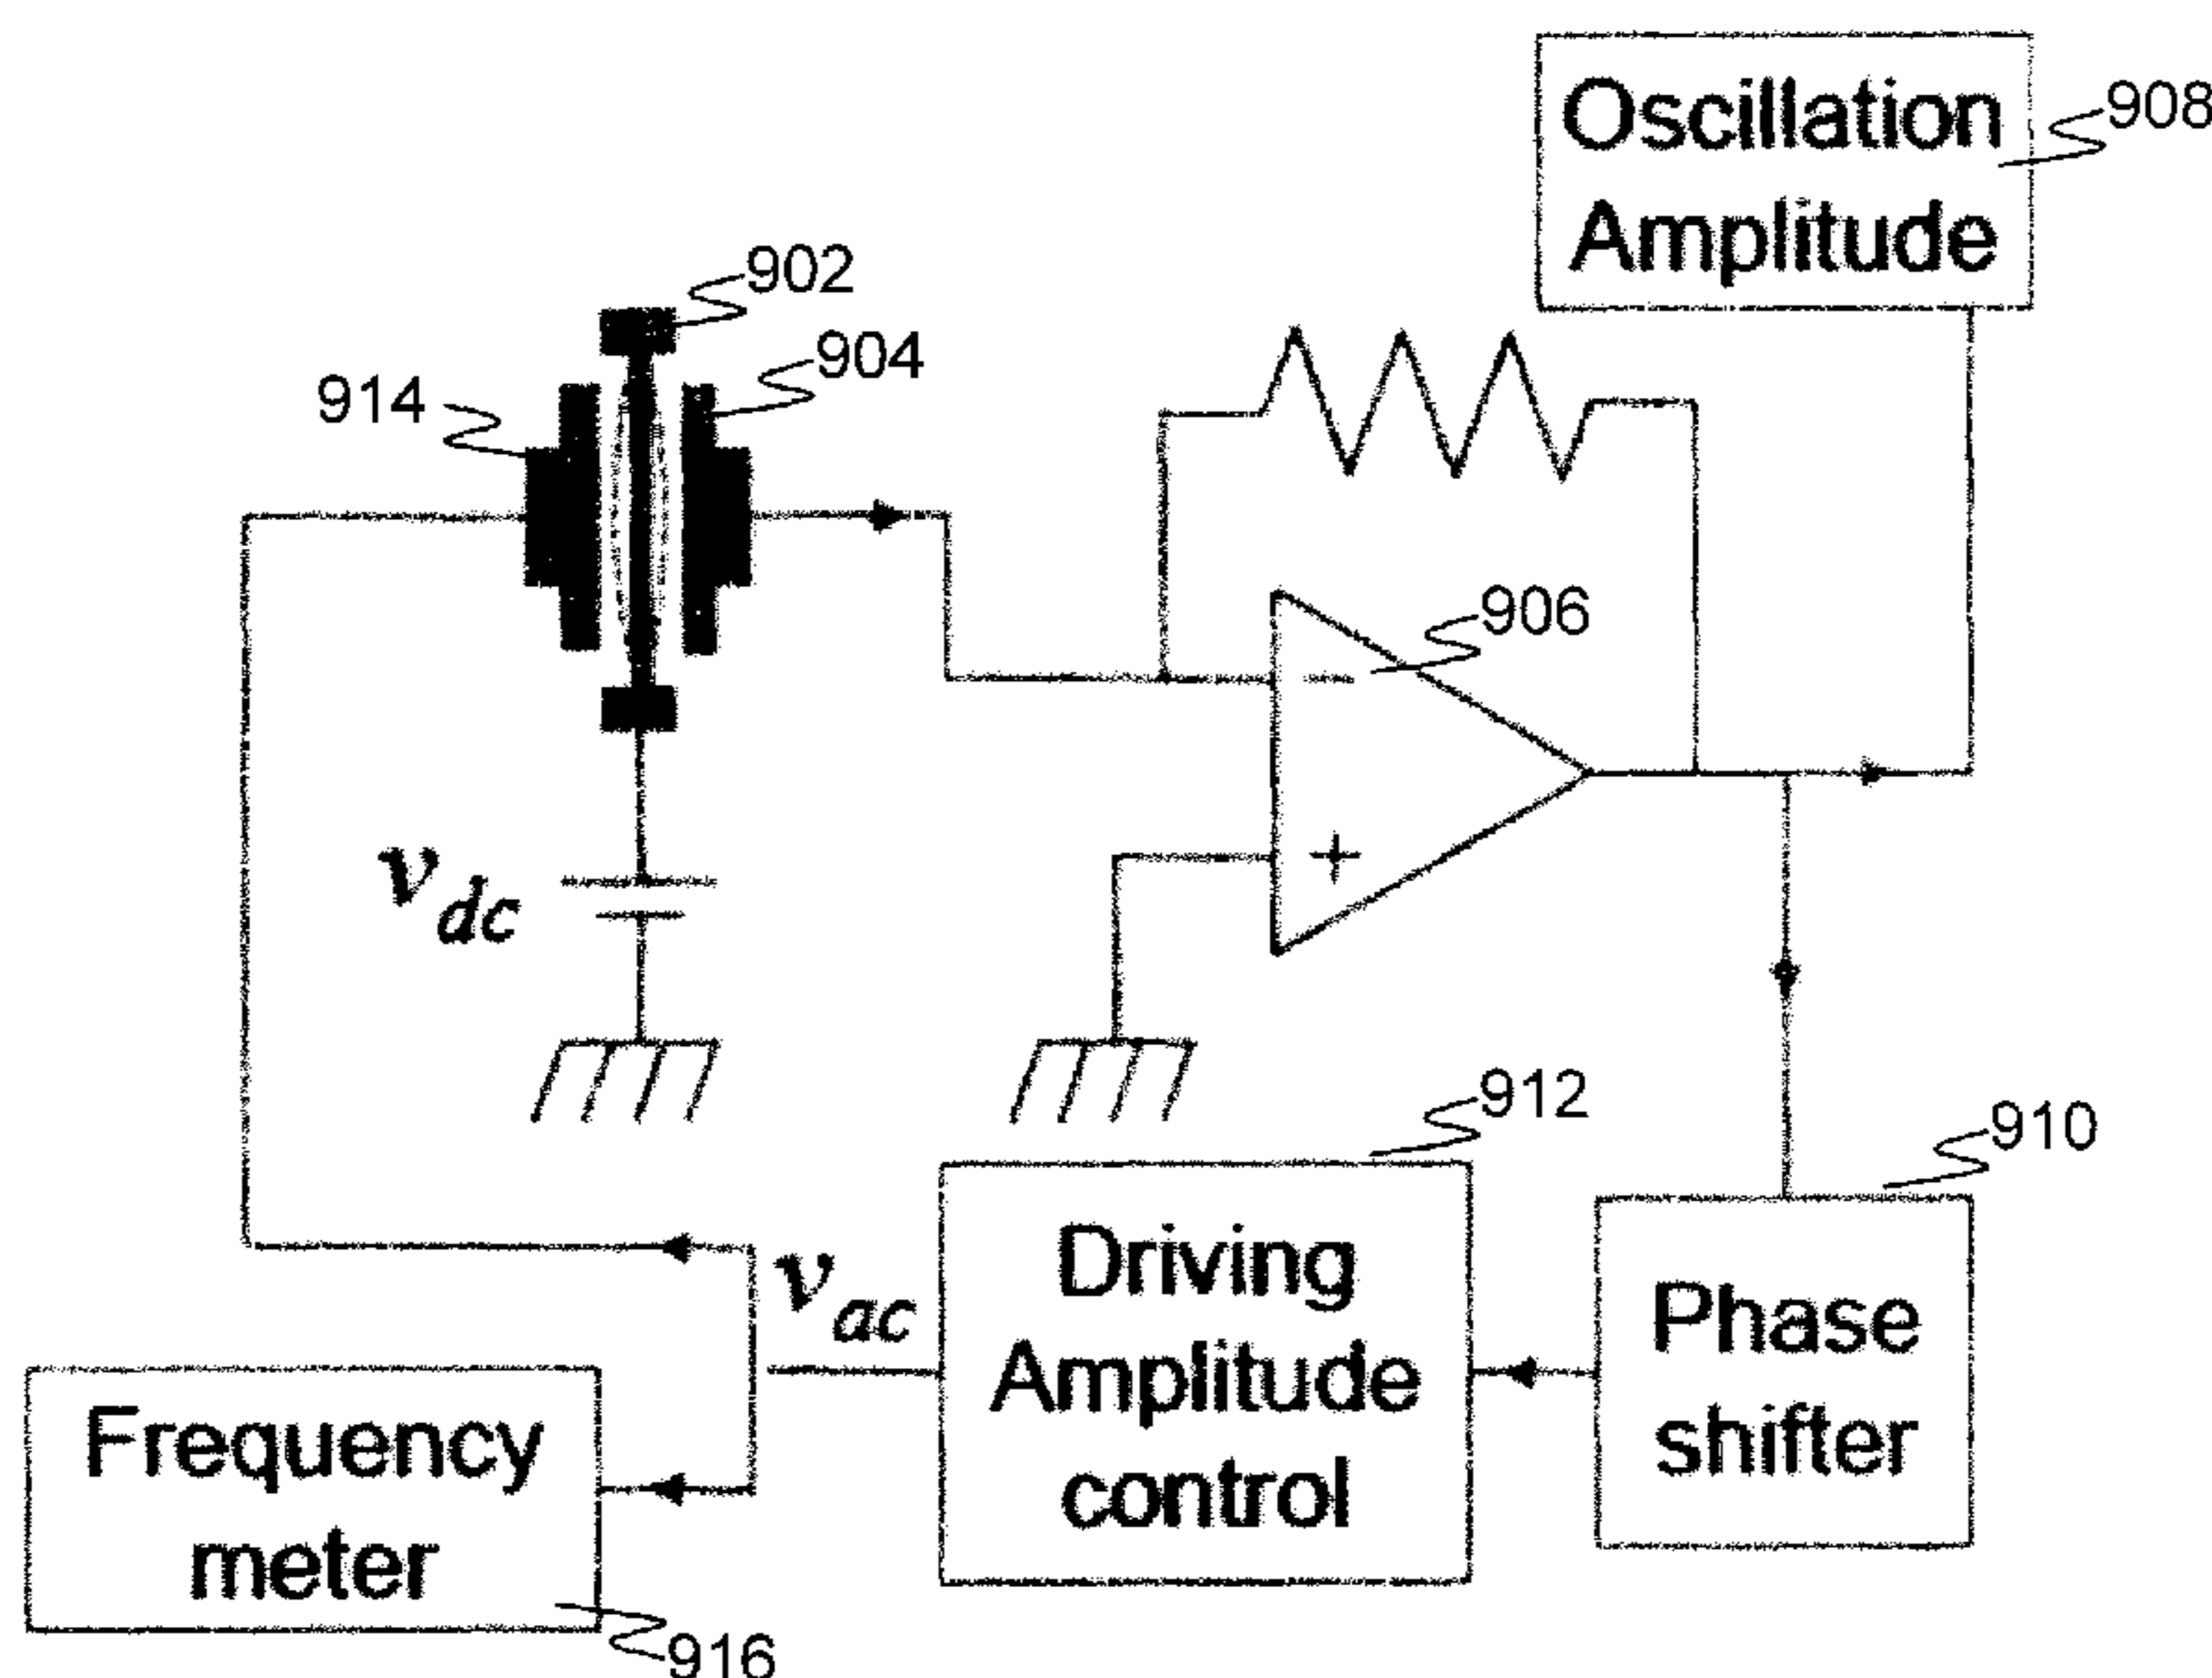 Oscillation
Amplitude
908
902
904
914
906
−
+
v_dc
912
910
Driving
Amplitude
control
Phase
shifter
v_ac
Frequency
meter
916